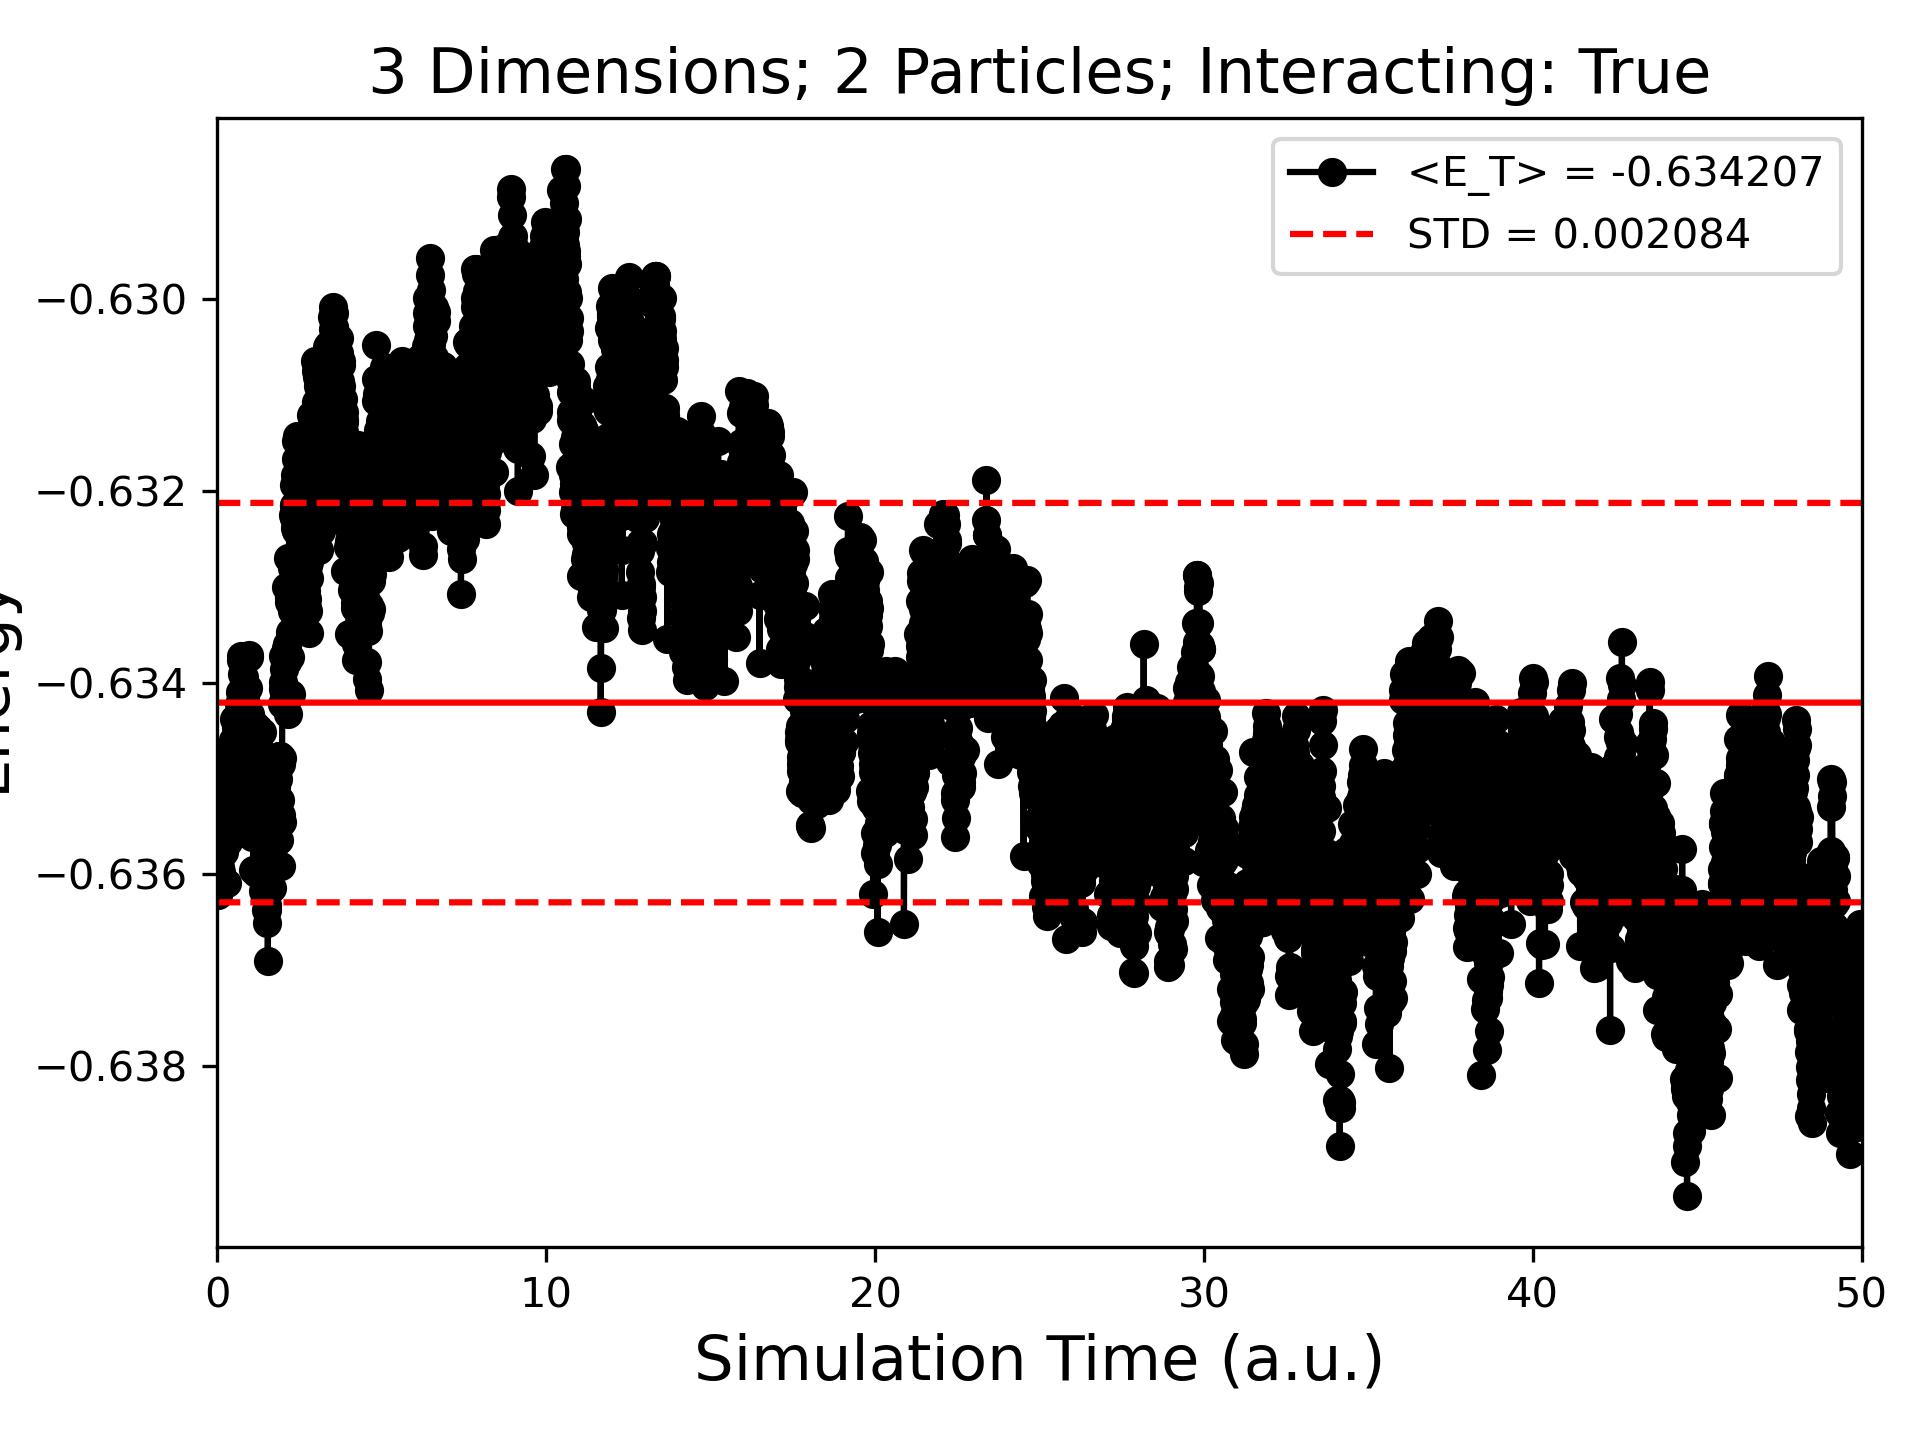 3 Dimensions; 2 Particles; Interacting: True
<E_T> = -0.634207
STD = 0.002084
−0.630
−0.632
−0.634
−0.636
−0.638
0 10 20 30 40 50
Simulation Time (a.u.)